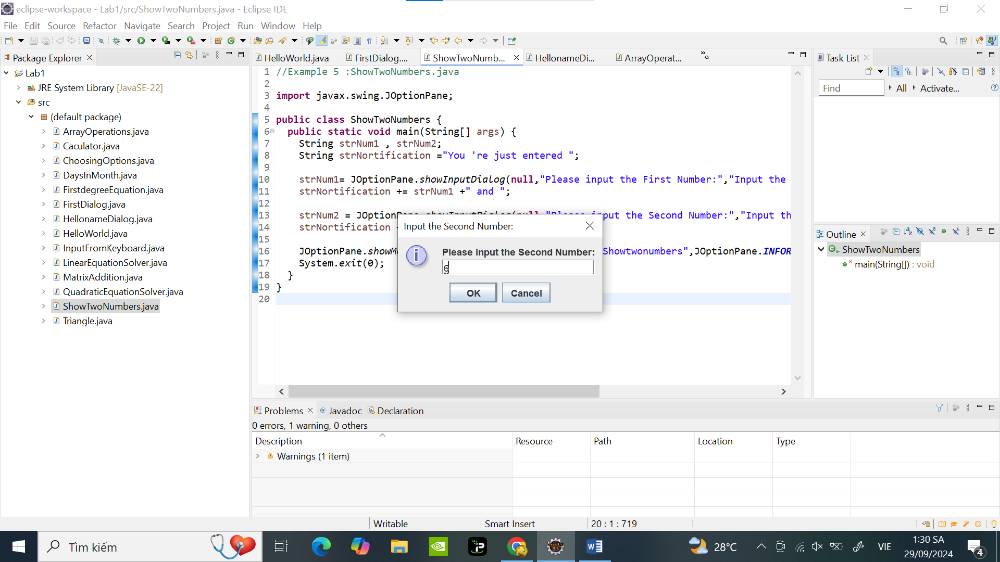 eclipse-workspace - Lab1/src/ShowTwoNumbers.java - Eclipse IDE
File Edit Source Refactor Navigate Search Project Run Window Help
Package Explorer
Lab1
JRE System Library [JavaSE-22]
src
(default package)
ArrayOperations.java
Caculator.java
ChoosingOptions.java
DaysInMonth.java
FirstdegreeEquation.java
FirstDialog.java
HellonameDialog.java
HelloWorld.java
InputFromKeyboard.java
LinearEquationSolver.java
MatrixAddition.java
QuadraticEquationSolver.java
ShowTwoNumbers.java
Triangle.java
HelloWorld.java FirstDialog.... ShowTwoNumb... HellonameDi... ArrayOperat...
1 //Example 5 :ShowTwoNumbers.java
2
3 import javax.swing.JOptionPane;
4
5 public class ShowTwoNumbers {
6 public static void main(String[] args) {
7 String strNum1 , strNum2;
8 String strNortification ="You 're just entered ";
9
10 strNum1= JOptionPane.showInputDialog(null,"Please input the First Number:","Input the
11 strNortification += strNum1 +" and ";
12
13 strNum2 = JOptionPane.showInputDialog(null,"Please input the Second Number:","Input th
14 strNortification
15
16 JOptionPane.showM Showtwonumbers",JOptionPane.INFOR
17 System.exit(0);
18 }
19 }
20
Input the Second Number:
Please input the Second Number:
6
OK Cancel
Task List
Find All Activate...
Outline
ShowTwoNumbers
main(String[]) : void
Problems Javadoc Declaration
0 errors, 1 warning, 0 others
Description Resource Path Location Type
Warnings (1 item)
Writable Smart Insert 20 : 1 : 719
Tìm kiếm
28°C
VIE
1:30 SA
29/09/2024
4